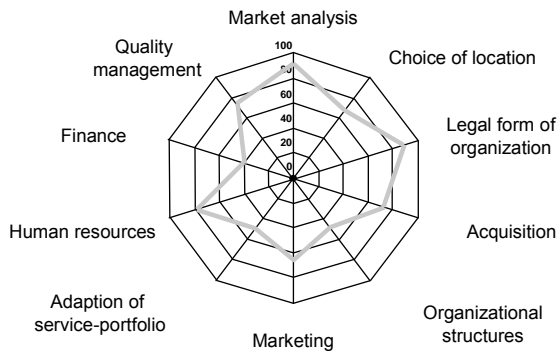 Market analysis
Quality
management
100
80
60
40
20
0
Choice of location
Finance
Legal form of
organization
Human resources
Acquisition
Adaption of
service-portfolio
Marketing
Organizational
structures